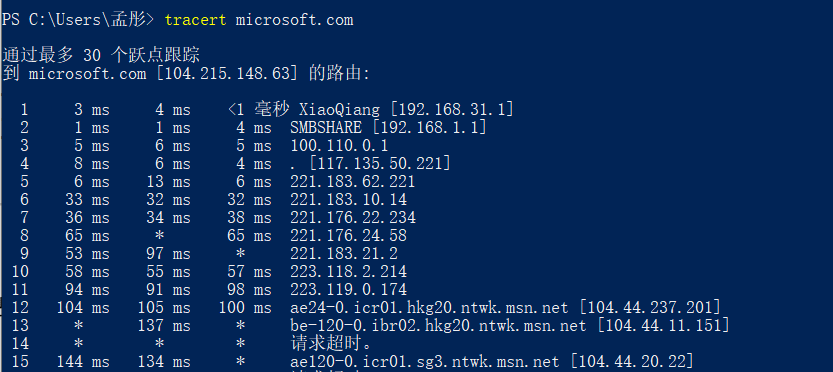 PS C:\Users\孟彤> tracert microsoft.com
通过最多 30 个跃点跟踪
到 microsoft.com [104.215.148.63] 的路由:
1 3 ms 4 ms <1 毫秒 XiaoQiang [192.168.31.1]
2 1 ms 1 ms 4 ms SMBSHARE [192.168.1.1]
3 5 ms 6 ms 5 ms 100.110.0.1
4 8 ms 6 ms 4 ms . [117.135.50.221]
5 6 ms 13 ms 6 ms 221.183.62.221
6 33 ms 32 ms 32 ms 221.183.10.14
7 36 ms 34 ms 38 ms 221.176.22.234
8 65 ms * 65 ms 221.176.24.58
9 53 ms 97 ms * 221.183.21.2
10 58 ms 55 ms 57 ms 223.118.2.214
11 94 ms 91 ms 98 ms 223.119.0.174
12 104 ms 105 ms 100 ms ae24-0.icr01.hkg20.ntwk.msn.net [104.44.237.201]
13 * 137 ms * be-120-0.ibr02.hkg20.ntwk.msn.net [104.44.11.151]
14 * * * 请求超时。
15 144 ms 134 ms * ae120-0.icr01.sg3.ntwk.msn.net [104.44.20.22]